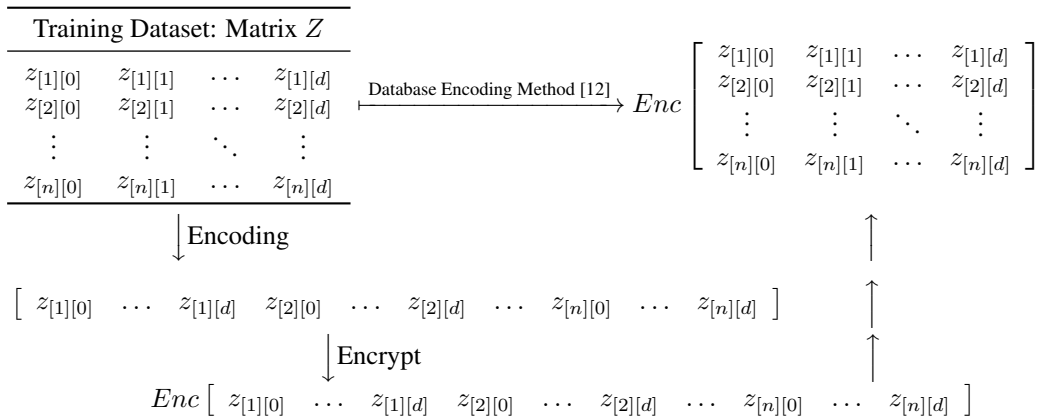 Training Dataset: Matrix Z
z[1][0] z[1][1] … z[1][d]
z[2][0] z[2][1] … z[2][d]
⋮ ⋮ ⋱ ⋮
z[n][0] z[n][1] … z[n][d]
Database Encoding Method [12]
Enc [ z[1][0] z[1][1] … z[1][d]
z[2][0] z[2][1] … z[2][d]
⋮ ⋮ ⋱ ⋮
z[n][0] z[n][1] … z[n][d] ]
Encoding
[ z[1][0] … z[1][d] z[2][0] … z[2][d] … z[n][0] … z[n][d] ]
Encrypt
Enc [ z[1][0] … z[1][d] z[2][0] … z[2][d] … z[n][0] … z[n][d] ]